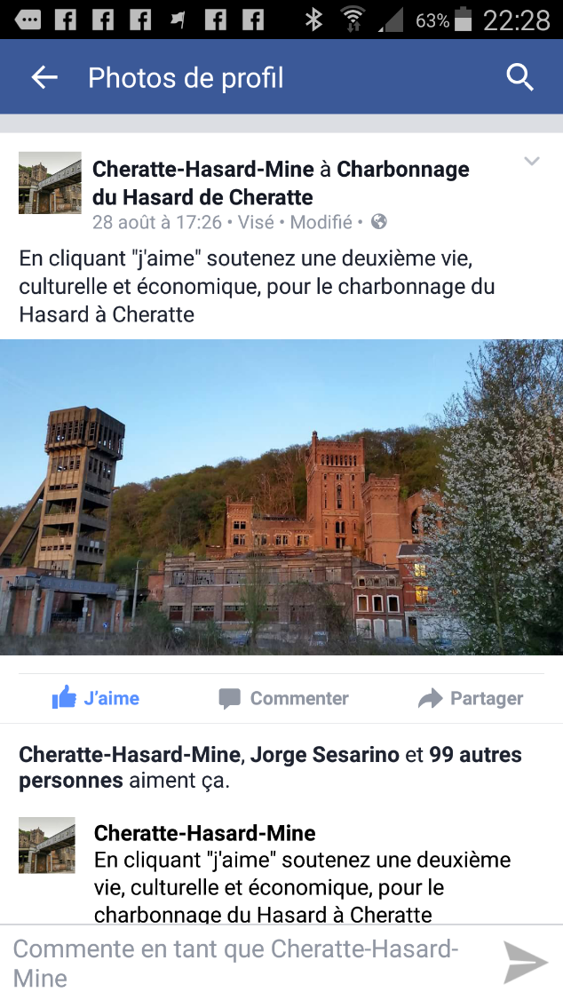 63% 22:28
Photos de profil
Cheratte-Hasard-Mine à Charbonnage
du Hasard de Cheratte
28 août à 17:26 • Visé • Modifié •
En cliquant "j'aime" soutenez une deuxième vie,
culturelle et économique, pour le charbonnage du
Hasard à Cheratte
J'aime Commenter Partager
Cheratte-Hasard-Mine, Jorge Sesarino et 99 autres
personnes aiment ça.
Cheratte-Hasard-Mine
En cliquant "j'aime" soutenez une deuxième
vie, culturelle et économique, pour le
charbonnage du Hasard à Cheratte
Commente en tant que Cheratte-Hasard-
Mine